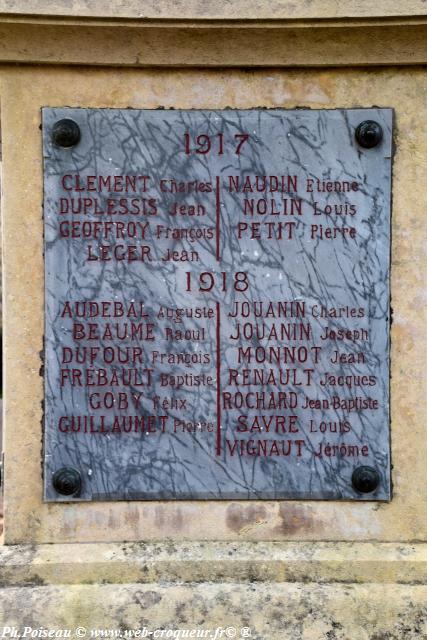 1917
CLEMENT Charles
DUPLESSIS Jean
GEOFFROY François
LEGER Jean
NAUDIN Etienne
NOLIN Louis
PETIT Pierre
1918
AUDEBAL Auguste
BEAUME Raoul
DUFOUR François
FREBAULT Baptiste
GOBY Félix
GUILLAUMET Pierre
JOUANIN Charles
JOUANIN Joseph
MONNOT Jean
RENAULT Jacques
ROCHARD Jean-Baptiste
SAVRE Louis
VIGNAUT Jérôme
Ph.Poiseau ©® www.web-croqueur.fr ©®